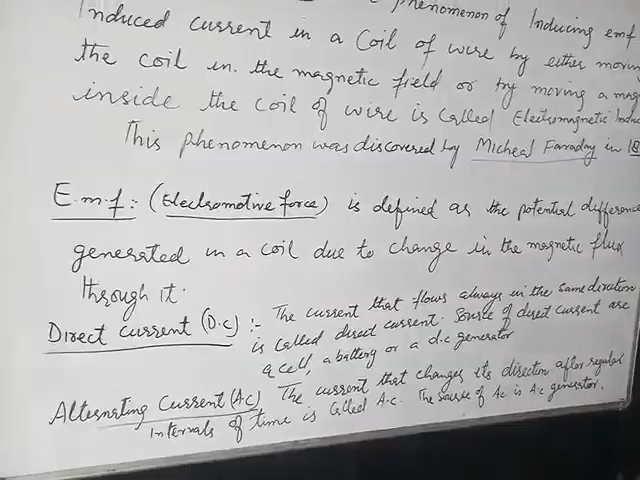 phenomenon of Inducing emf
Induced current in a Coil of wire by either movin
the coil in. the magnetic field or by moving a mag
inside the coil of wire is called Electromagnetic Induc
This phenomenon was discovered by Micheal Faraday in 18
E.m.f:- (Electromotive force) is defined as the potential difference
generated in a coil due to change in the magnetic flux
through it.
Direct current (D.C) :- The current that flows always in the same direction
is called direct current. Source of direct current are
a cell, a battery or a d.c generator
Alternating Current (AC) The current that changes its direction after regular
Intervals of time is called A.C. The Source of AC is A.C generator.